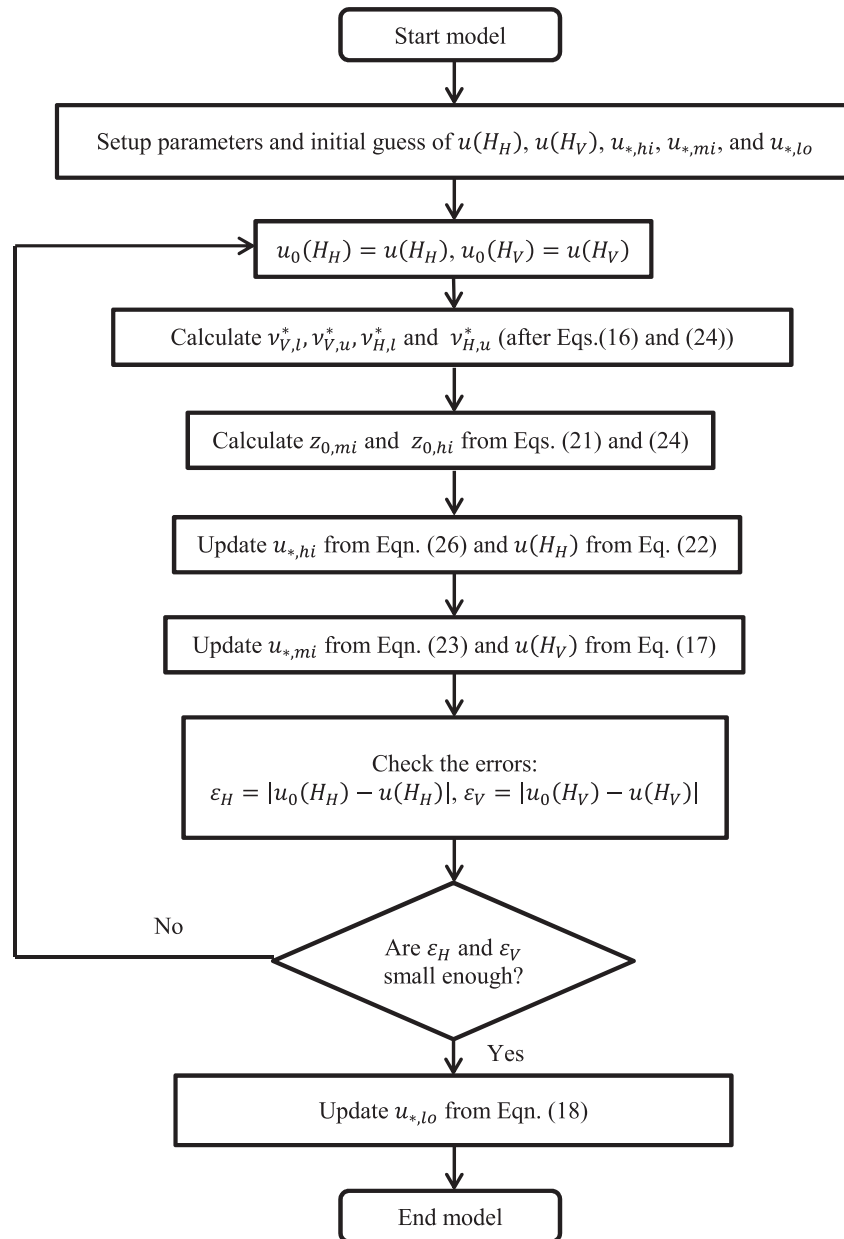 Start model
Setup parameters and initial guess of u(H_H), u(H_V), u_{*,hi}, u_{*,mi}, and u_{*,lo}
u_0(H_H) = u(H_H), u_0(H_V) = u(H_V)
Calculate ν^*_{V,l}, ν^*_{V,u}, ν^*_{H,l} and ν^*_{H,u} (after Eqs.(16) and (24))
Calculate z_{0,mi} and z_{0,hi} from Eqs. (21) and (24)
Update u_{*,hi} from Eqn. (26) and u(H_H) from Eq. (22)
Update u_{*,mi} from Eqn. (23) and u(H_V) from Eq. (17)
Check the errors:
ε_H = |u_0(H_H) − u(H_H)|, ε_V = |u_0(H_V) − u(H_V)|
No
Are ε_H and ε_V
small enough?
Yes
Update u_{*,lo} from Eqn. (18)
End model